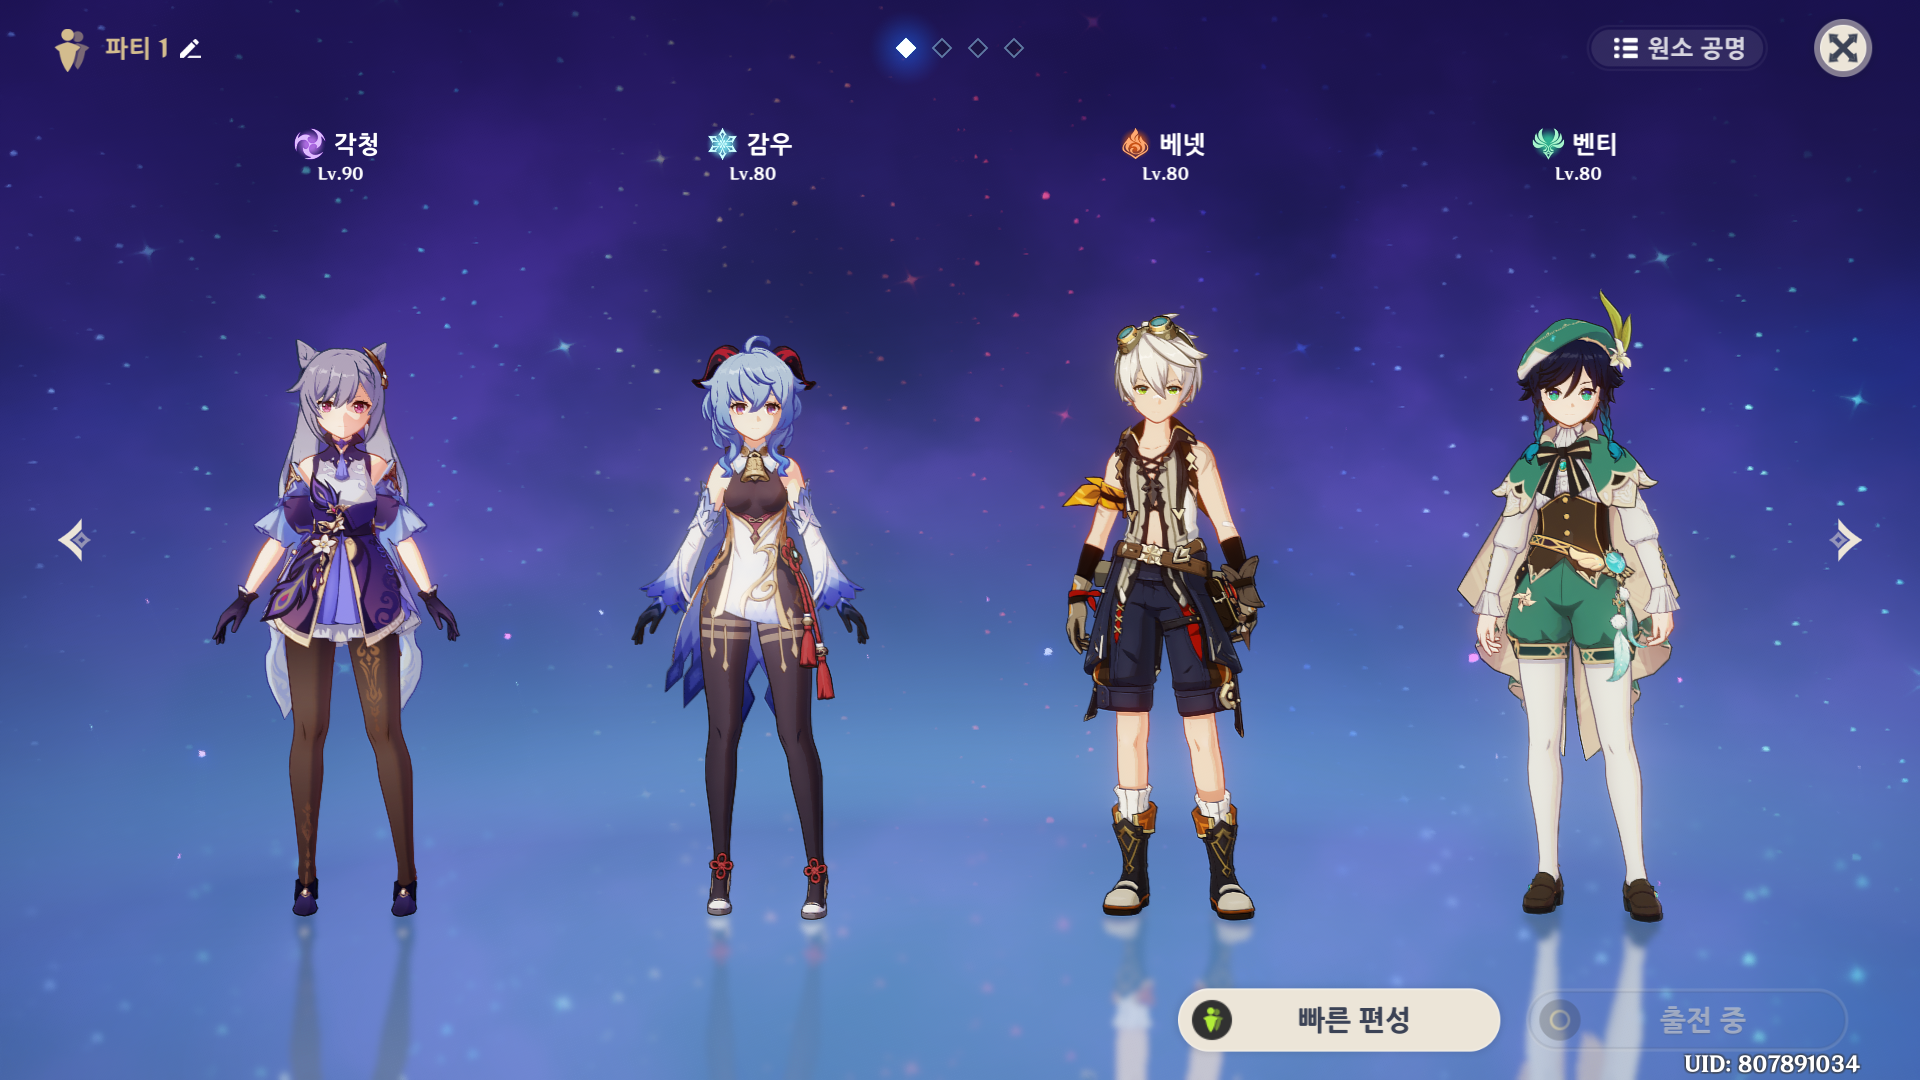 파티 1
원소 공명
각청
Lv.90
감우
Lv.80
베넷
Lv.80
벤티
Lv.80
빠른 편성
출전 중
UID: 807891034